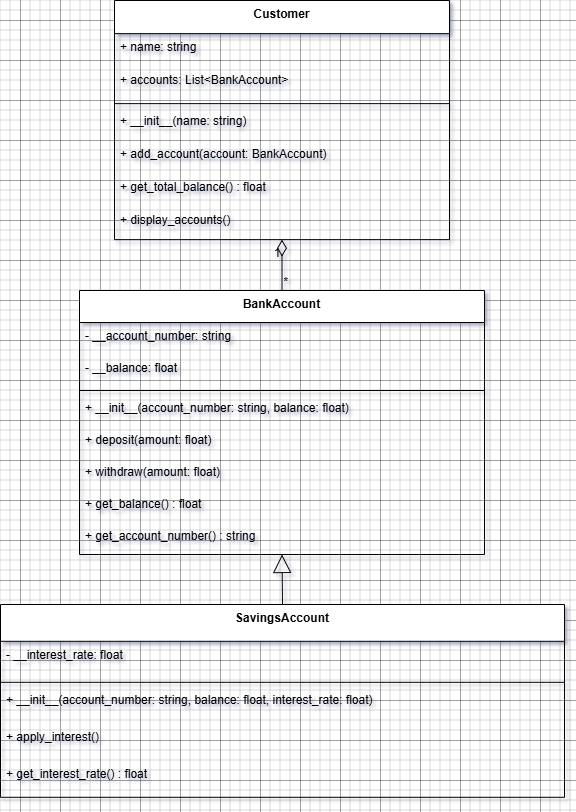 Customer
+ name: string
+ accounts: List<BankAccount>
+ __init__(name: string)
+ add_account(account: BankAccount)
+ get_total_balance() : float
+ display_accounts()
1
*
BankAccount
- __account_number: string
- __balance: float
+ __init__(account_number: string, balance: float)
+ deposit(amount: float)
+ withdraw(amount: float)
+ get_balance() : float
+ get_account_number() : string
SavingsAccount
- __interest_rate: float
+ __init__(account_number: string, balance: float, interest_rate: float)
+ apply_interest()
+ get_interest_rate() : float